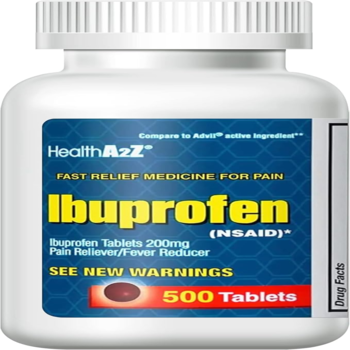 Compare to Advil® active ingredient**
HealthA2Z®
FAST RELIEF MEDICINE FOR PAIN
Ibuprofen
(NSAID)*
Ibuprofen Tablets 200mg
Pain Reliever/Fever Reducer
SEE NEW WARNINGS
500 Tablets
Drug Facts